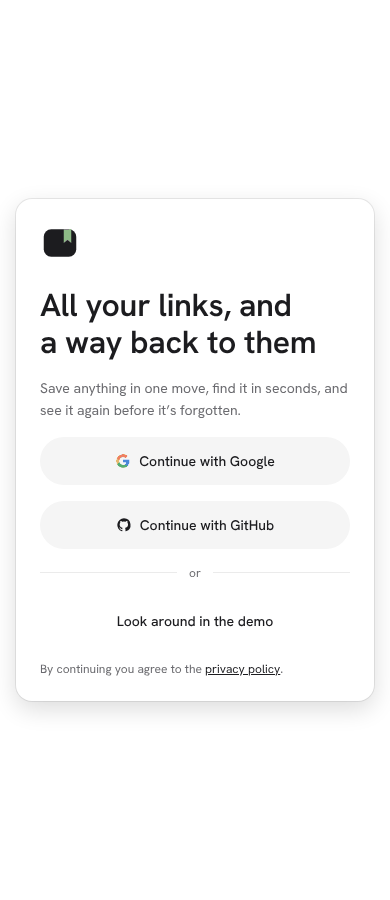 All your links, and
a way back to them
Save anything in one move, find it in seconds, and
see it again before it’s forgotten.
Continue with Google
Continue with GitHub
or
Look around in the demo
By continuing you agree to the privacy policy.